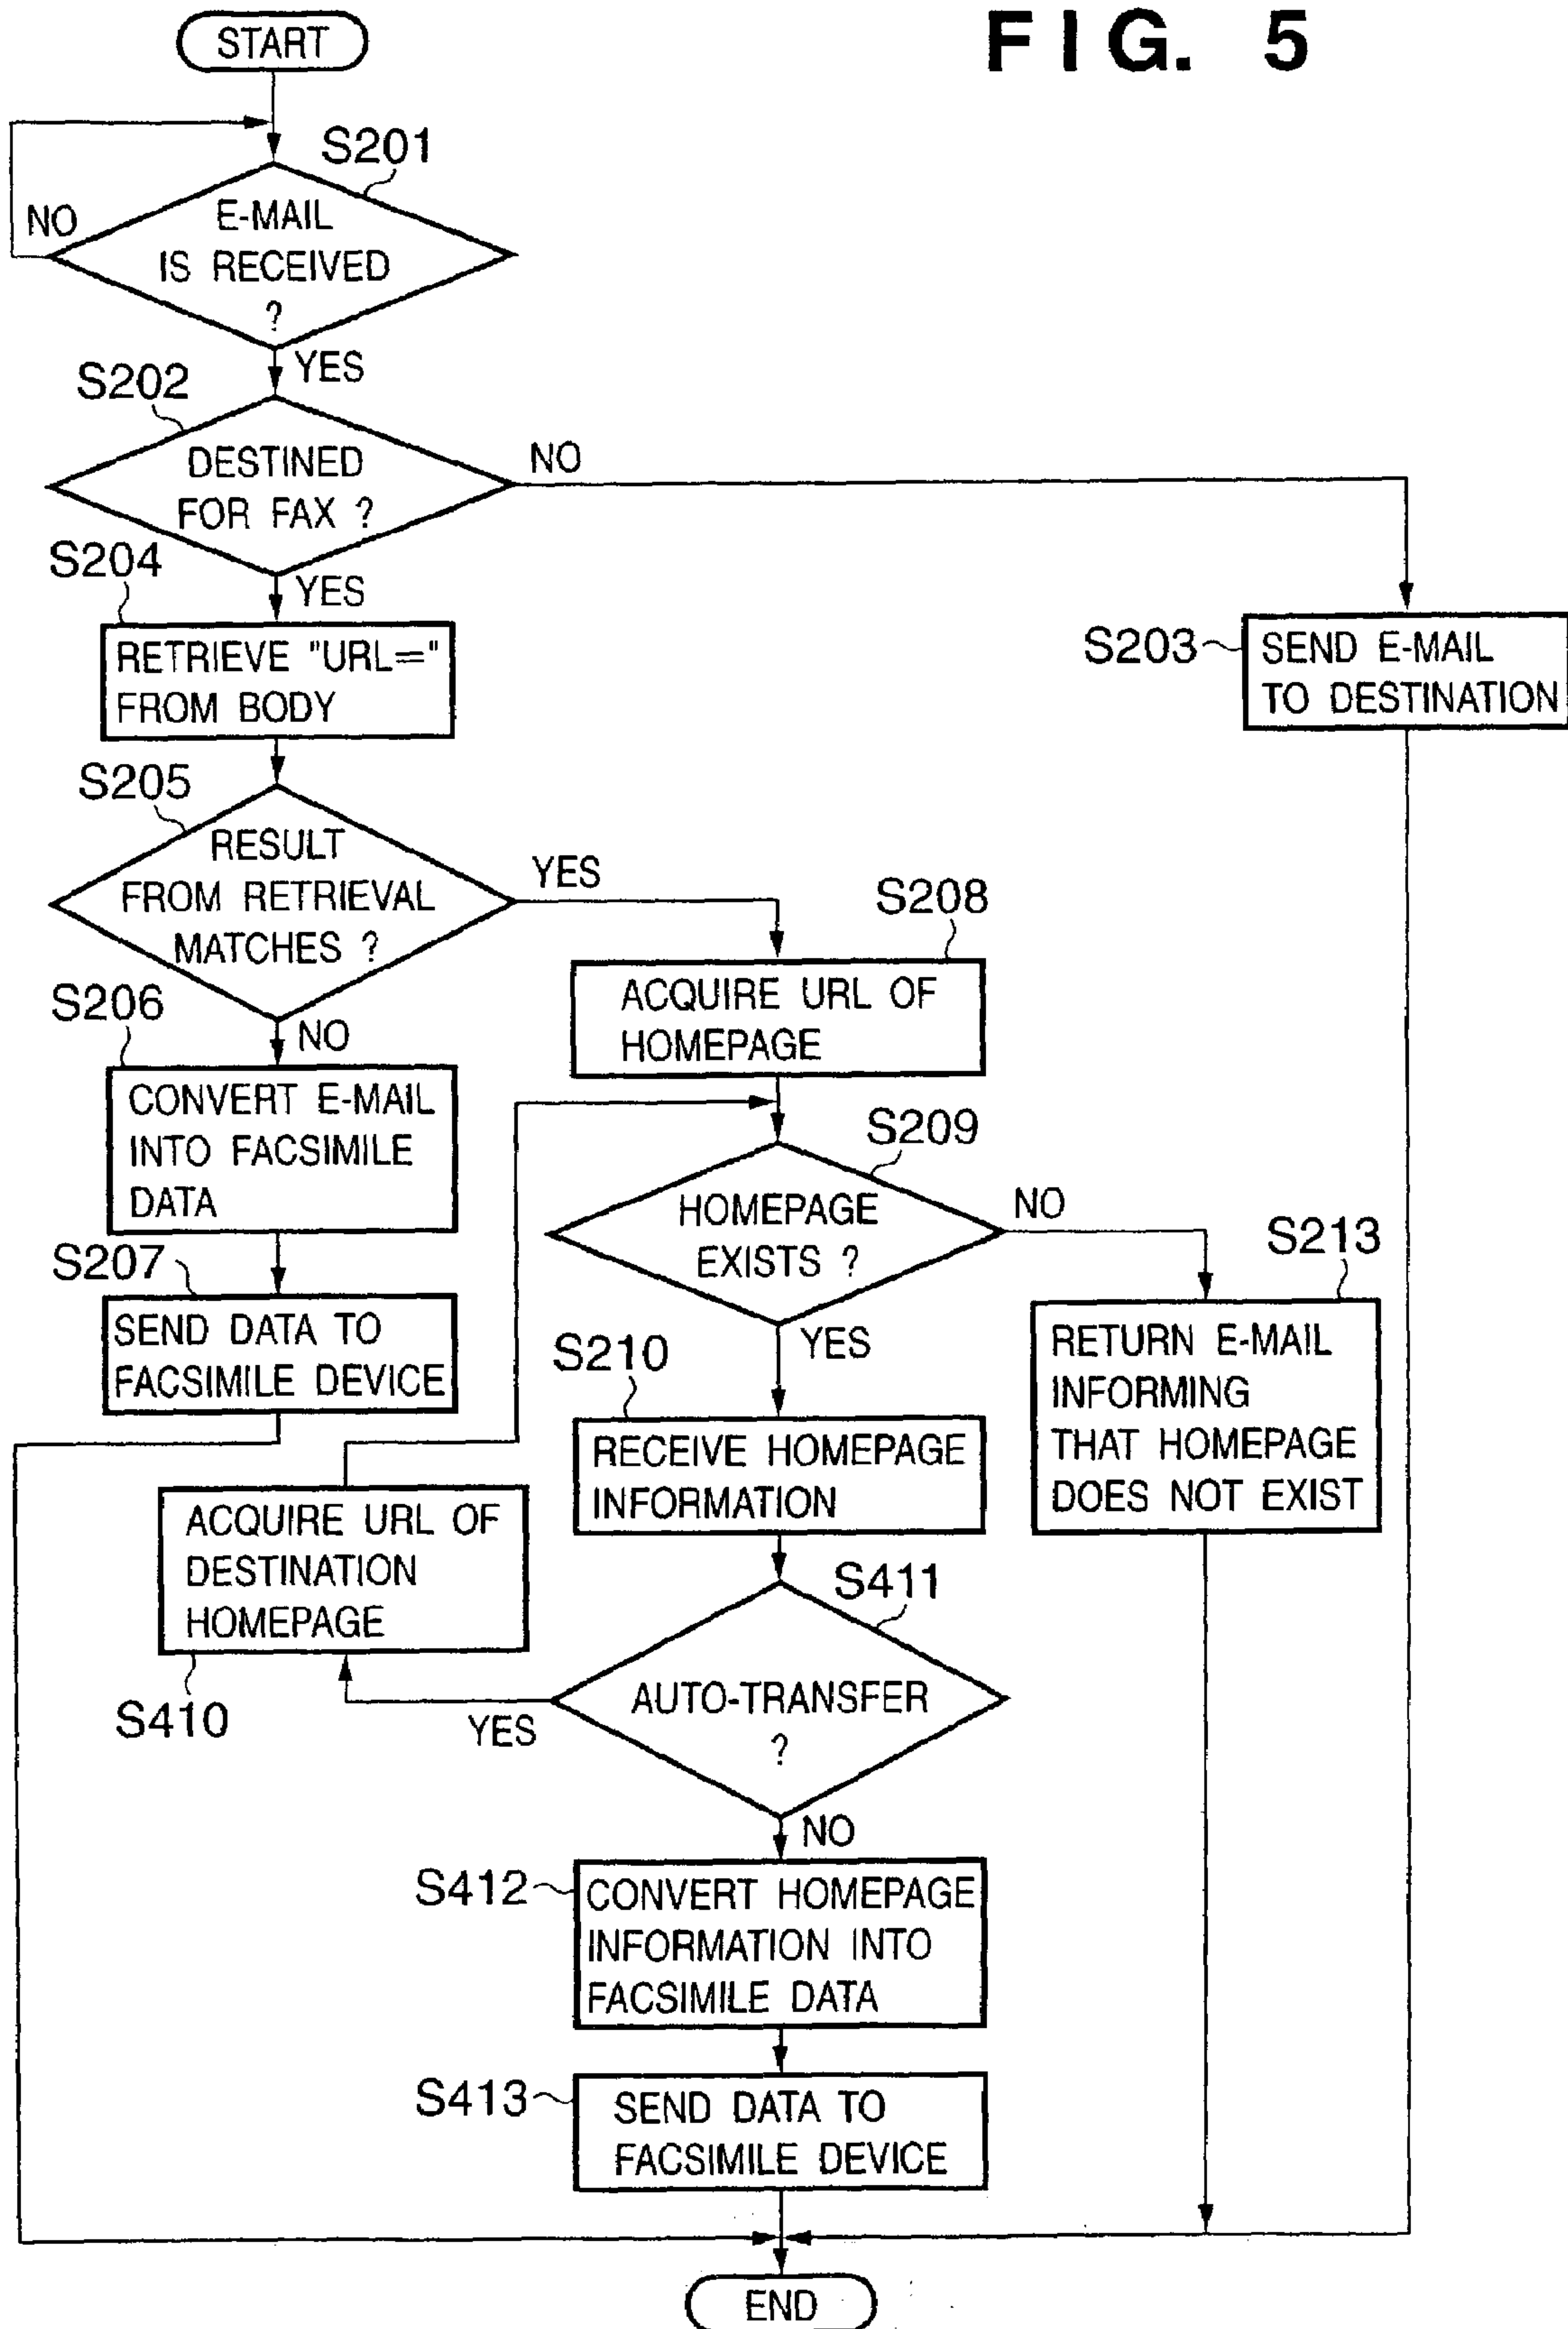 FIG. 5
START
S201
NO
E-MAIL
IS RECEIVED
?
YES
S202
DESTINED
FOR FAX ?
NO
S204
YES
RETRIEVE "URL="
FROM BODY
S203
SEND E-MAIL
TO DESTINATION
S205
RESULT
FROM RETRIEVAL
MATCHES ?
YES
S208
ACQUIRE URL OF
HOMEPAGE
S206
NO
CONVERT E-MAIL
INTO FACSIMILE
DATA
S209
HOMEPAGE
EXISTS ?
NO
S213
RETURN E-MAIL
INFORMING
THAT HOMEPAGE
DOES NOT EXIST
S207
SEND DATA TO
FACSIMILE DEVICE
YES
S210
RECEIVE HOMEPAGE
INFORMATION
ACQUIRE URL OF
DESTINATION
HOMEPAGE
S410
S411
AUTO-TRANSFER
?
YES
NO
S412
CONVERT HOMEPAGE
INFORMATION INTO
FACSIMILE DATA
S413
SEND DATA TO
FACSIMILE DEVICE
END